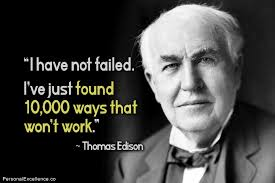 “I have not failed.
I've just found
10,000 ways that
won't work.”
~ Thomas Edison
PersonalExcellence.co